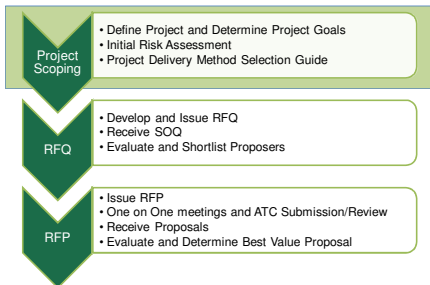 Project
Scoping
• Define Project and Determine Project Goals
• Initial Risk Assessment
• Project Delivery Method Selection Guide
RFQ
• Develop and Issue RFQ
• Receive SOQ
• Evaluate and Shortlist Proposers
RFP
• Issue RFP
• One on One meetings and ATC Submission/Review
• Receive Proposals
• Evaluate and Determine Best Value Proposal